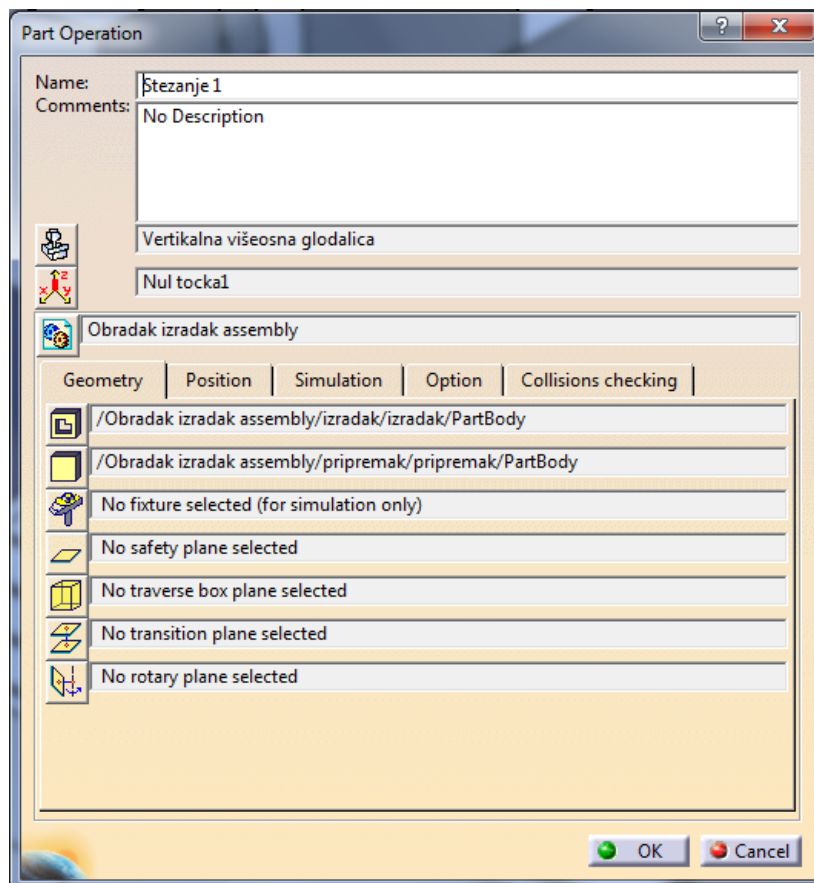 Part Operation
?
X
Name:
Stezanje 1
Comments:
No Description
Vertikalna višeosna glodalica
z
x y
Nul tocka1
Obradak izradak assembly
Geometry Position Simulation Option Collisions checking
/Obradak izradak assembly/izradak/izradak/PartBody
/Obradak izradak assembly/pripremak/pripremak/PartBody
No fixture selected (for simulation only)
No safety plane selected
No traverse box plane selected
No transition plane selected
No rotary plane selected
OK Cancel